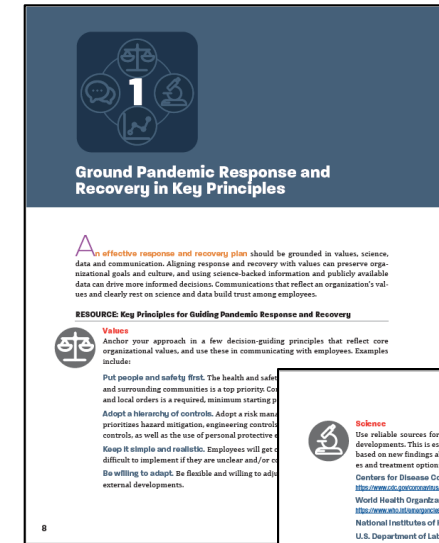 1
Ground Pandemic Response and
Recovery in Key Principles
An effective response and recovery plan should be grounded in values, science,
data and communication. Aligning response and recovery with values can preserve orga-
nizational goals and culture, and using science-backed information and publicly available
data can drive more informed decisions. Communications that reflect an organization's val-
ues and clearly rest on science and data build trust among employees.
RESOURCE: Key Principles for Guiding Pandemic Response and Recovery
Values
Anchor your approach in a few decision-guiding principles that reflect core
organizational values, and use these in communicating with employees. Examples
include:
Put people and safety first. The health and
and surrounding communities is a top priority.
and local orders is a required, minimum starting
Adopt a hierarchy of controls. Adopt a risk
prioritizes hazard mitigation, engineering controls
controls, as well as the use of personal protective
Keep it simple and realistic. Employees will get
difficult to implement if they are unclear and/or
Be willing to adapt. Be flexible and willing to
external developments.
8
Science
Use reliable sources for
developments. This is
based on new findings
es and treatment
Centers for Disease
https://www.cdc.gov/coronavirus
World Health
National Institutes of
U.S. Department of